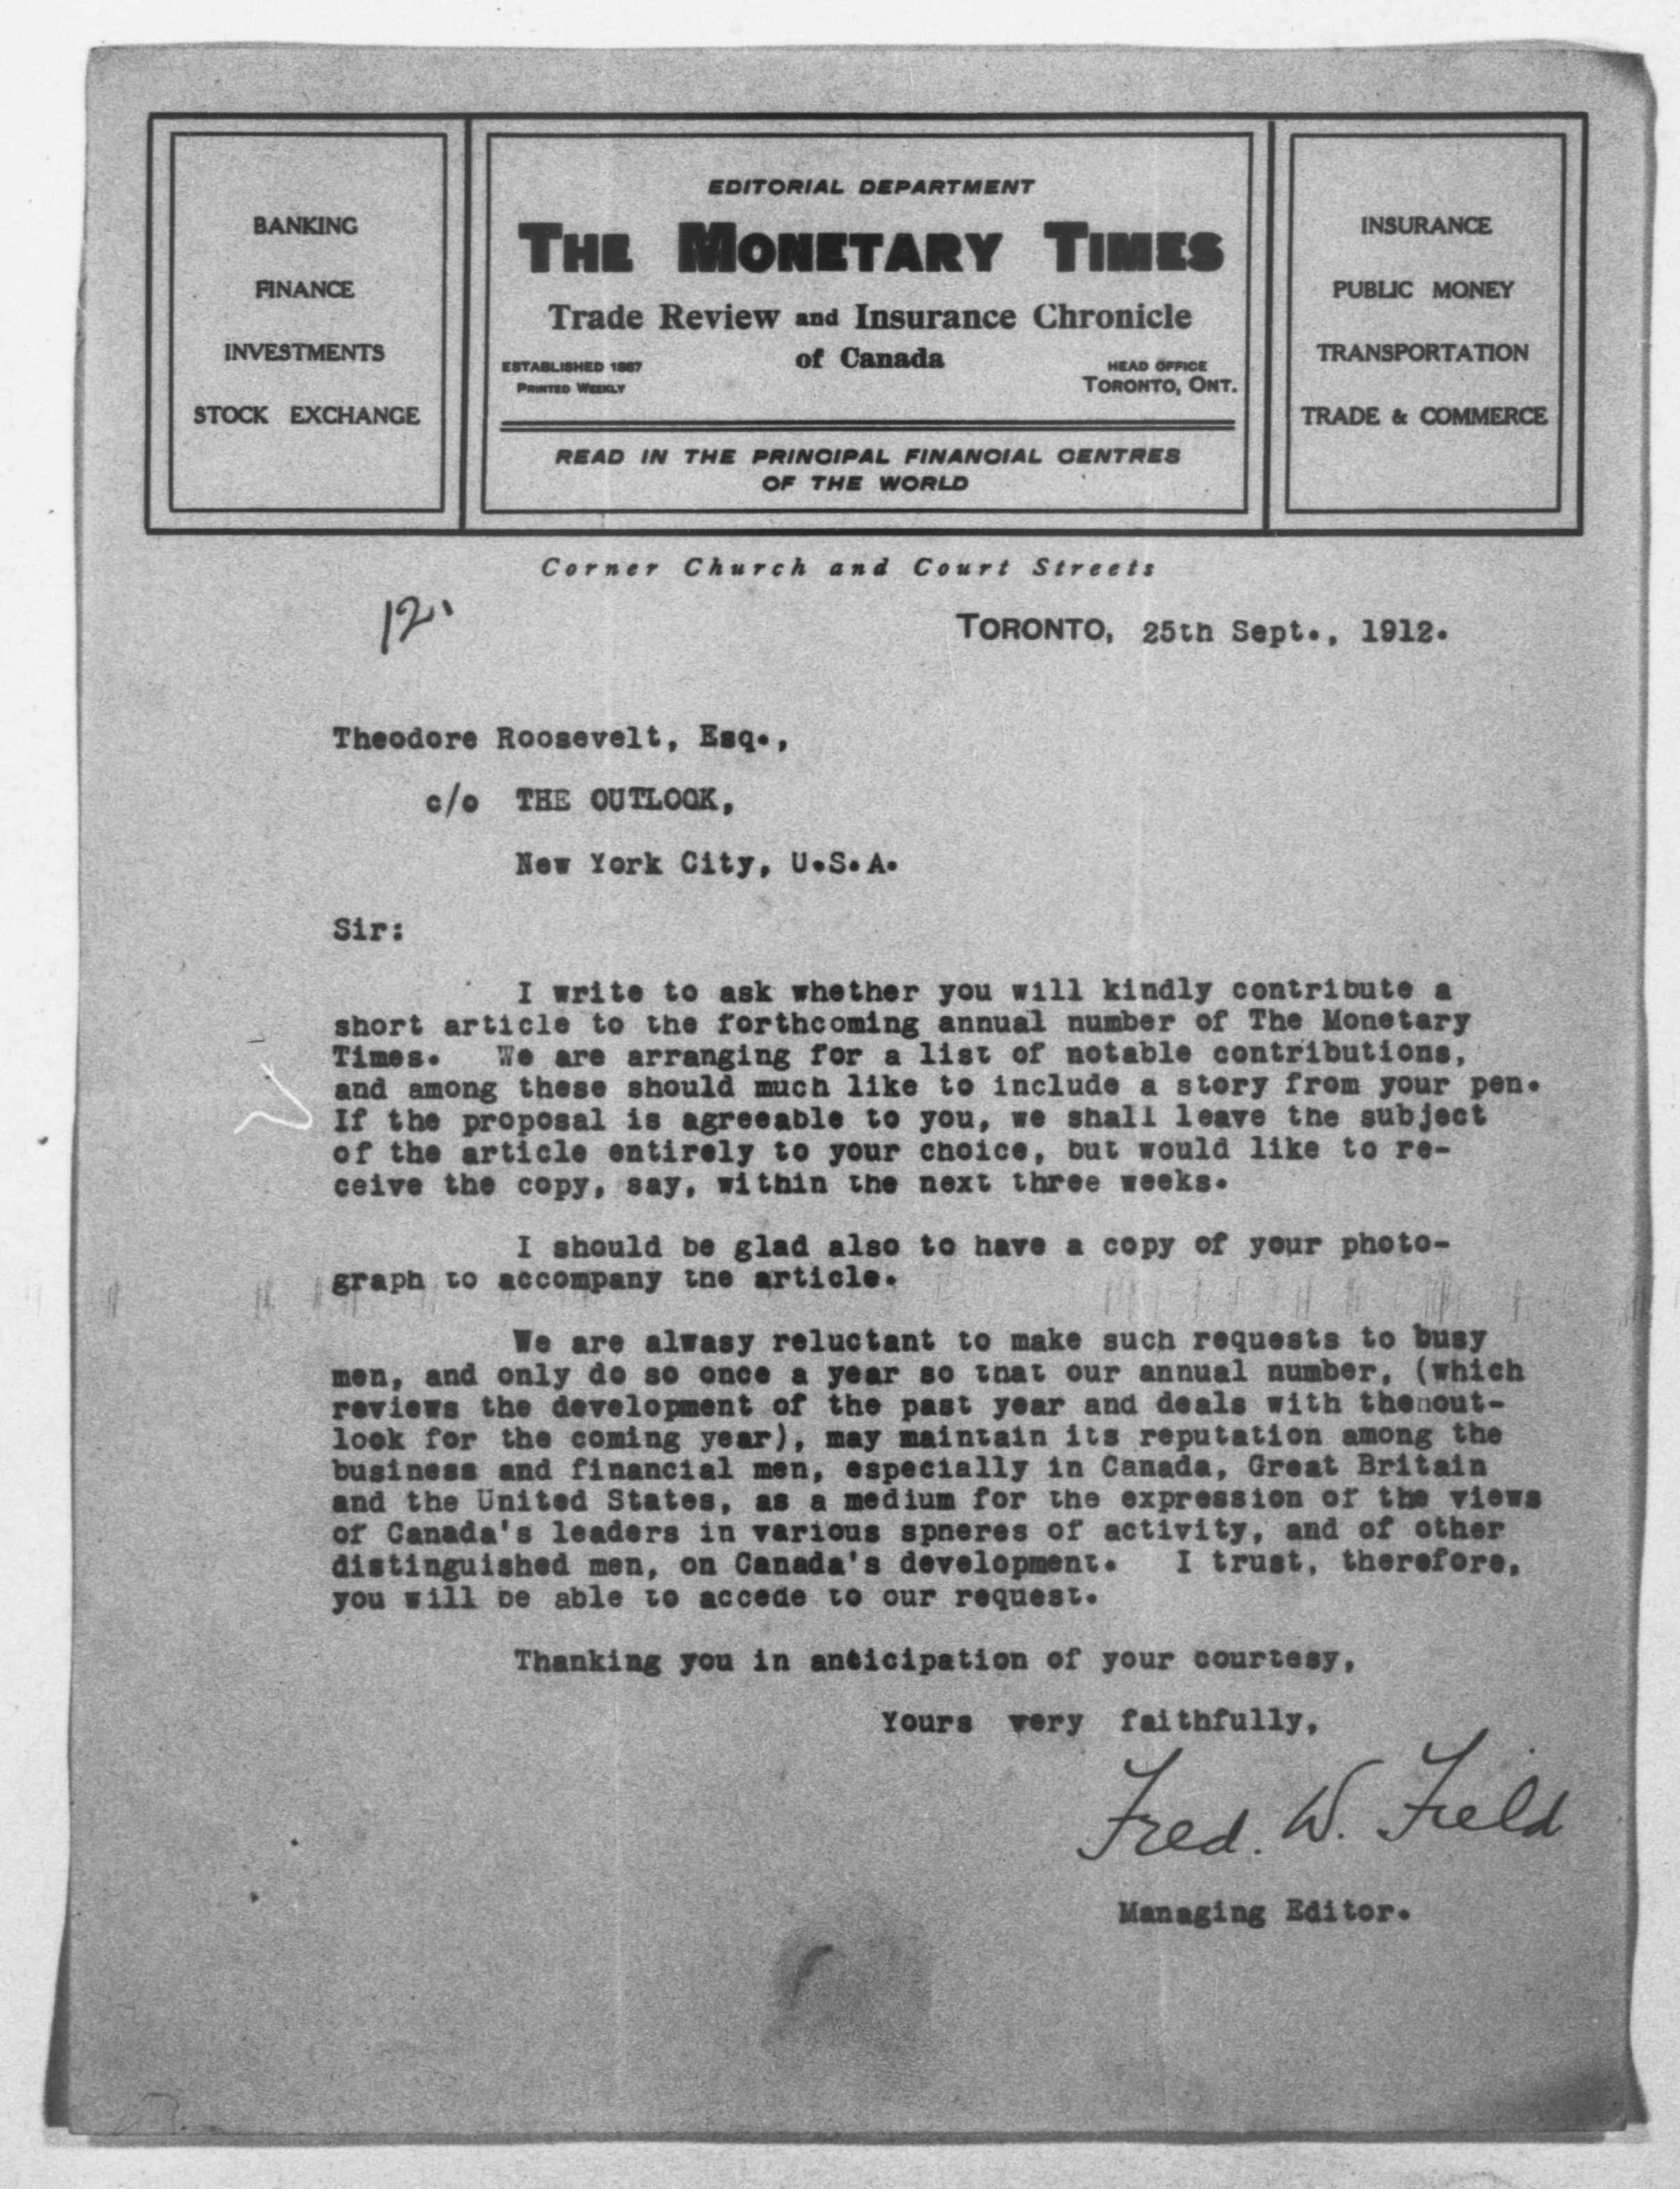 EDITORIAL DEPARTMENT
THE MONETARY TIMES
Trade Review and Insurance Chronicle
of Canada
ESTABLISHED 1867
PRINTED WEEKLY
HEAD OFFICE
TORONTO, ONT.
READ IN THE PRINCIPAL FINANCIAL CENTRES
OF THE WORLD
BANKING
FINANCE
INVESTMENTS
STOCK EXCHANGE
INSURANCE
PUBLIC MONEY
TRANSPORTATION
TRADE & COMMERCE
Corner Church and Court Streets
12
TORONTO, 25th Sept., 1912.
Theodore Roosevelt, Esq.,
c/o THE OUTLOOK,
New York City, U.S.A.
Sir:
I write to ask whether you will kindly contribute a
short article to the forthcoming annual number of The Monetary
Times. We are arranging for a list of notable contributions,
and among these should much like to include a story from your pen.
If the proposal is agreeable to you, we shall leave the subject
of the article entirely to your choice, but would like to re-
ceive the copy, say, within the next three weeks.
I should be glad also to have a copy of your photo-
graph to accompany the article.
We are alwasy reluctant to make such requests to busy
men, and only do so once a year so that our annual number, (which
reviews the development of the past year and deals with thenout-
look for the coming year), may maintain its reputation among the
business and financial men, especially in Canada, Great Britain
and the United States, as a medium for the expression of the views
of Canada's leaders in various spheres of activity, and of other
distinguished men, on Canada's development. I trust, therefore,
you will be able to accede to our request.
Thanking you in anticipation of your courtesy,
Yours very faithfully,
Fred. W. Field
Managing Editor.